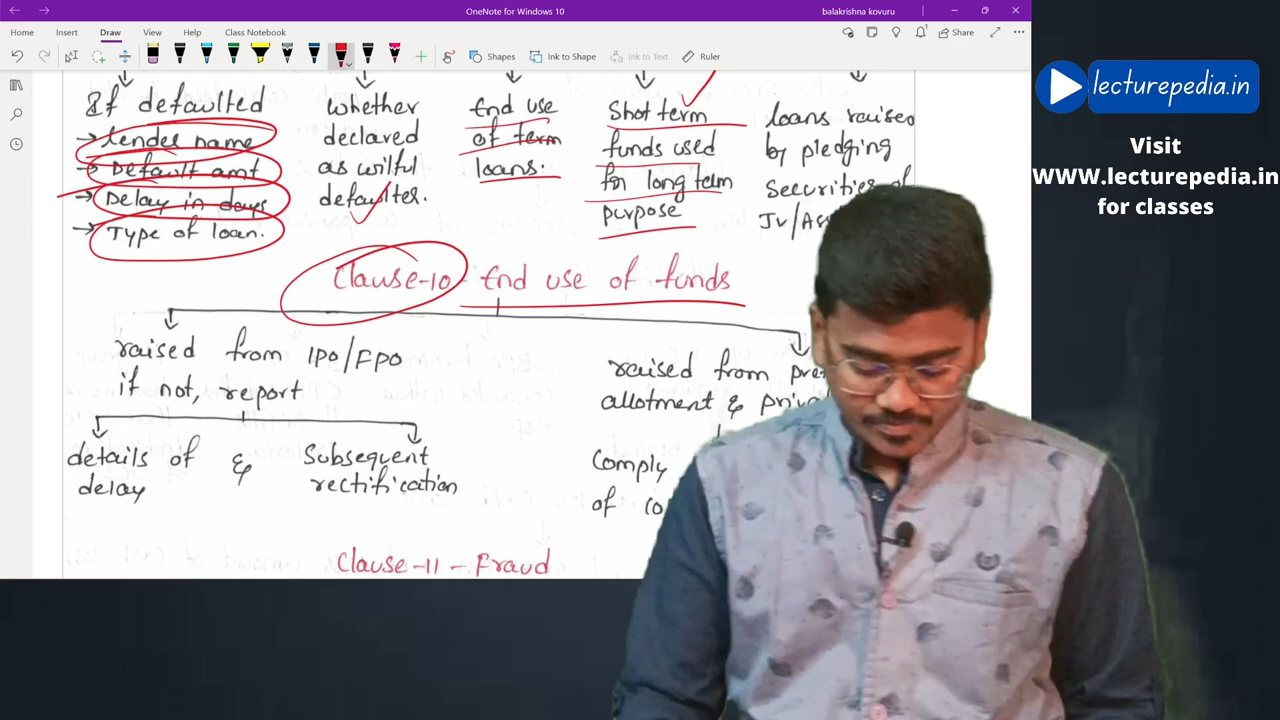 OneNote for Windows 10
balakrishna kovuru
Home Insert Draw View Help Class Notebook
Share
Shapes Ink to Shape Ink to Text Ruler
If defaulted
→ Lender name
→ Default amt
→ Delay in days
→ Type of loan.
whether
declared
as wilful
defaulter.
End use
of term
loans.
Shot term
funds used
for long term
purpose
loans raised
by pledging
Securities of
Jv/
Clause-10 - End use of funds
raised from IPO/FPO
if not, report
details of & Subsequent
delay rectification
raised from
allotment &
Comply
of
Clause-11-Fraud
lecturepedia.in
Visit
WWW.lecturepedia.in
for classes